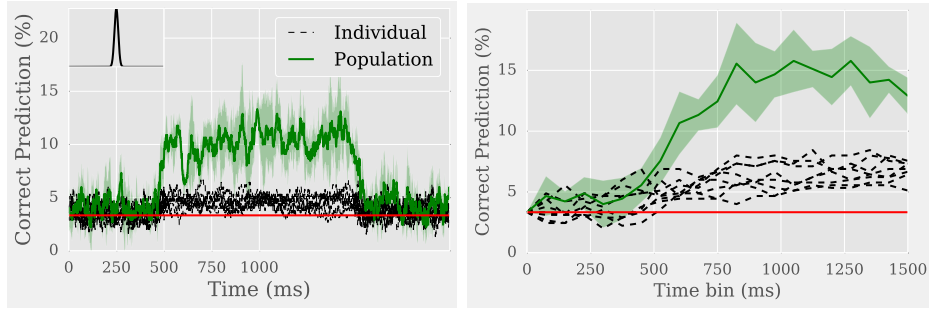 Correct Prediction (%)
20
15
10
5
0
Individual
Population
0 250 500 750 1000
Time (ms)
Correct Prediction (%)
15
10
5
0
0 250 500 750 1000 1250 1500
Time bin (ms)